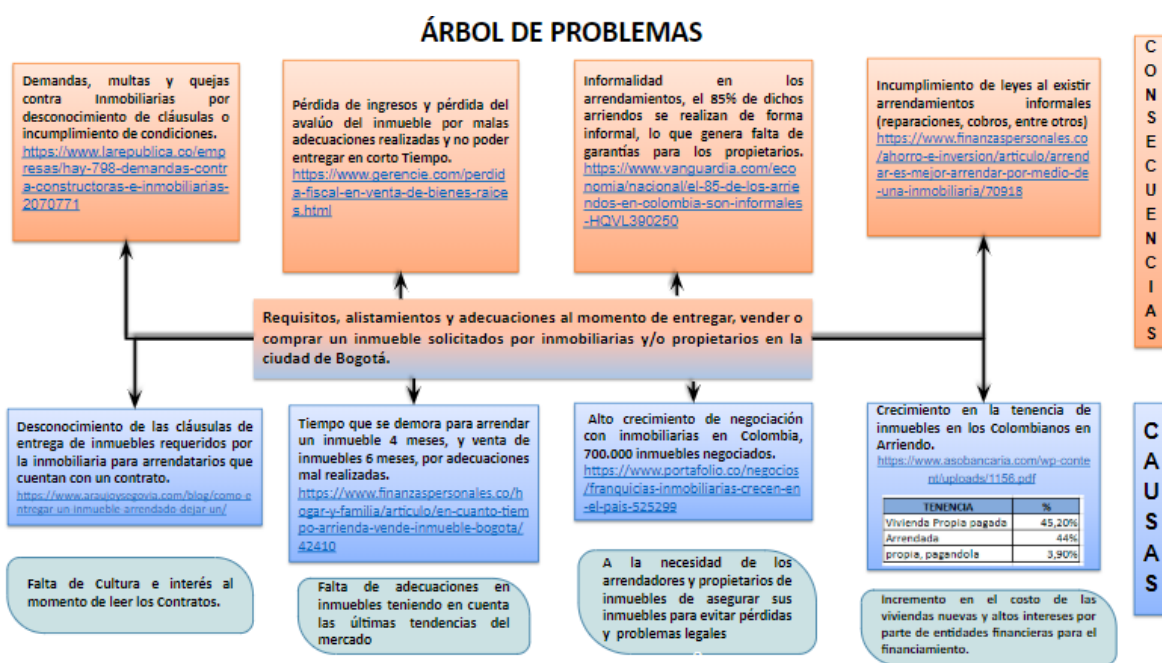 ÁRBOL DE PROBLEMAS
Demandas, multas y quejas
contra Inmobiliarias por
desconocimiento de cláusulas o
incumplimiento de condiciones.
https://www.larepublica.co/emp
resas/hay-798-demandas-contr
a-constructoras-e-inmobiliarias-
2070771
Pérdida de ingresos y pérdida del
avalúo del inmueble por malas
adecuaciones realizadas y no poder
entregar en corto Tiempo.
https://www.gerencie.com/perdid
a-fiscal-en-venta-de-bienes-raice
s.html
Informalidad en los
arrendamientos, el 85% de dichos
arriendos se realizan de forma
informal, lo que genera falta de
garantías para los propietarios.
https://www.vanguardia.com/eco
nomia/nacional/el-85-de-los-arrie
ndos-en-colombia-son-informales
-HQVL390250
Incumplimiento de leyes al existir
arrendamientos informales
(reparaciones, cobros, entre otros)
https://www.finanzaspersonales.co
/ahorro-e-inversion/articulo/arrend
ar-es-mejor-arrendar-por-medio-de
-una-inmobiliaria/70918
C
O
N
S
E
C
U
E
N
C
I
A
S
Requisitos, alistamientos y adecuaciones al momento de entregar, vender o
comprar un inmueble solicitados por inmobiliarias y/o propietarios en la
ciudad de Bogotá.
Desconocimiento de las cláusulas de
entrega de inmuebles requeridos por
la inmobiliaria para arrendatarios que
cuentan con un contrato.
https://www.araujoysegovia.com/blog/como-e
ntregar un inmueble arrendado dejar un/
Tiempo que se demora para arrendar
un inmueble 4 meses, y venta de
inmuebles 6 meses, por adecuaciones
mal realizadas.
https://www.finanzaspersonales.co/h
ogar-y-familia/articulo/en-cuanto-tiem
po-arrienda-vende-inmueble-bogota/
42410
Alto crecimiento de negociación
con inmobiliarias en Colombia,
700.000 inmuebles negociados.
https://www.portafolio.co/negocios
/franquicias-inmobiliarias-crecen-en
-el-pais-525299
Crecimiento en la tenencia de
inmuebles en los Colombianos en
Arriendo.
https://www.asobancaria.com/wp-conte
nt/uploads/1156.pdf
TENENCIA %
Vivienda Propia pagada 45,20%
Arrendada 44%
propia, pagandola 3,90%
C
A
U
S
A
S
Falta de Cultura e interés al
momento de leer los Contratos.
Falta de adecuaciones en
inmuebles teniendo en cuenta
las últimas tendencias del
mercado
A la necesidad de los
arrendadores y propietarios de
inmuebles de asegurar sus
inmuebles para evitar pérdidas
y problemas legales
Incremento en el costo de las
viviendas nuevas y altos intereses por
parte de entidades financieras para el
financiamiento.